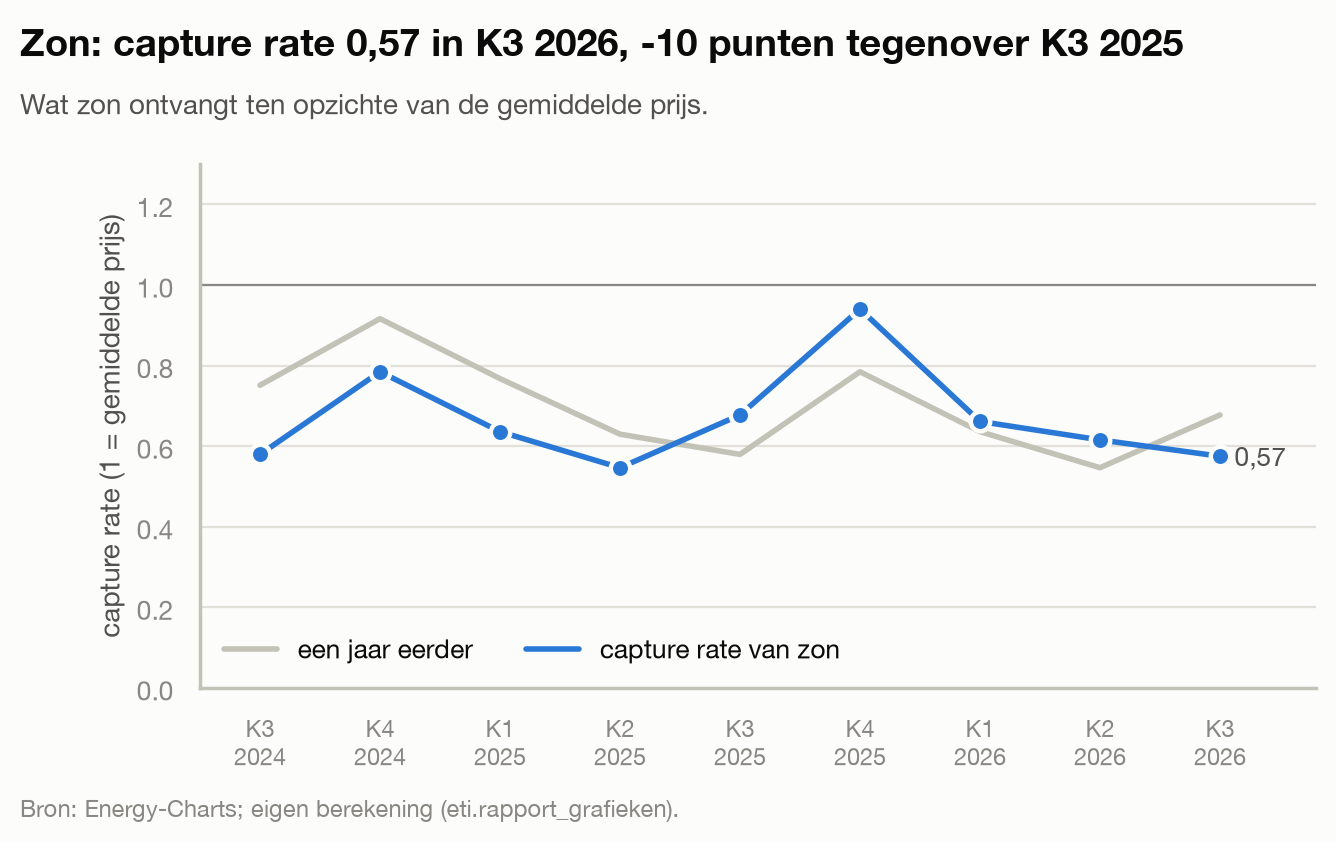 Zon: capture rate 0,57 in K3 2026, -10 punten tegenover K3 2025
Wat zon ontvangt ten opzichte van de gemiddelde prijs.
capture rate (1 = gemiddelde prijs)
1.2
1.0
0.8
0.6
0.4
0.2
0.0
0,57
een jaar eerder
capture rate van zon
K3 2024
K4 2024
K1 2025
K2 2025
K3 2025
K4 2025
K1 2026
K2 2026
K3 2026
Bron: Energy-Charts; eigen berekening (eti.rapport_grafieken).